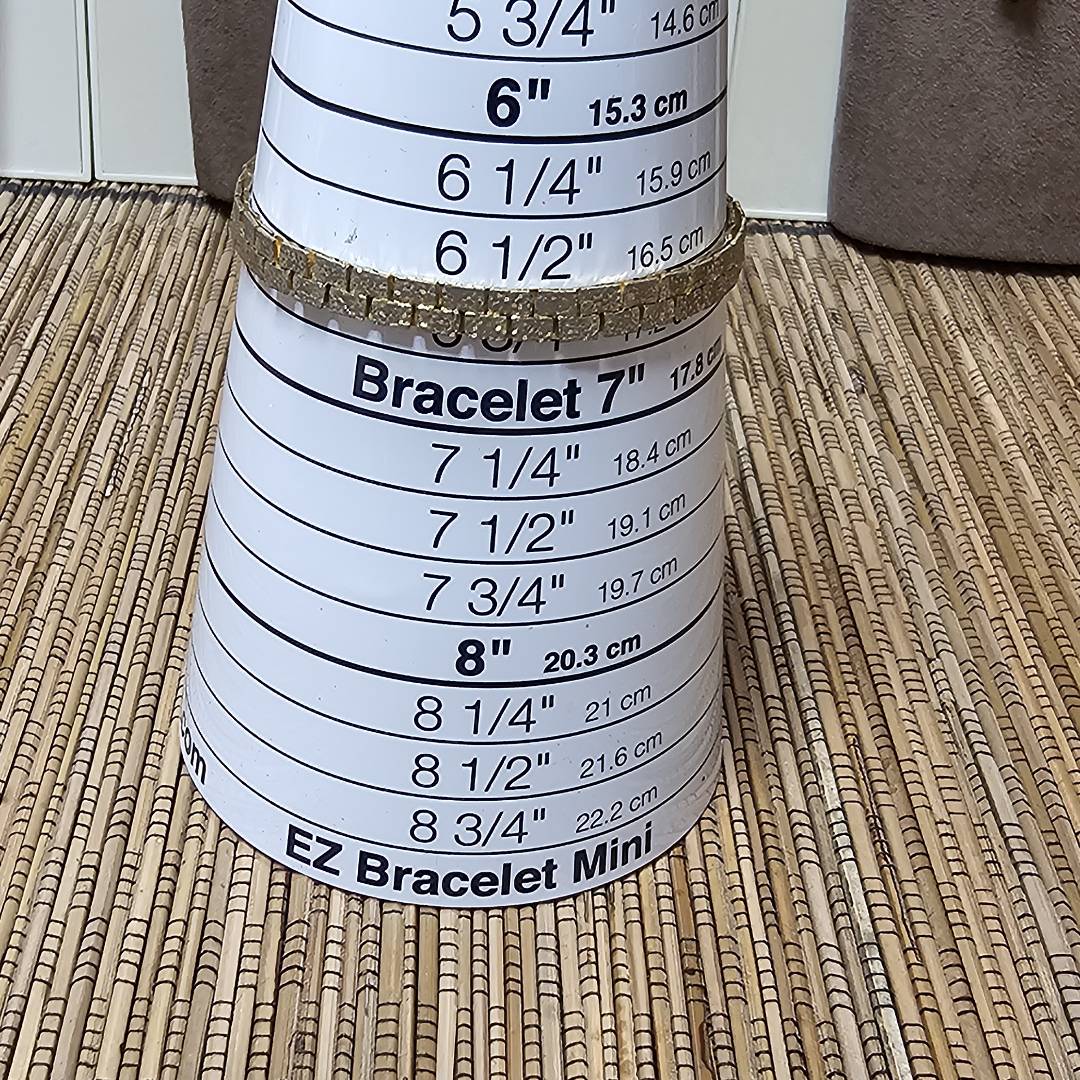 5 3/4" 14.6 cm
6" 15.3 cm
6 1/4" 15.9 cm
6 1/2" 16.5 cm
Bracelet 7" 17.8 cm
7 1/4" 18.4 cm
7 1/2" 19.1 cm
7 3/4" 19.7 cm
8" 20.3 cm
8 1/4" 21 cm
8 1/2" 21.6 cm
8 3/4" 22.2 cm
com
EZ Bracelet Mini